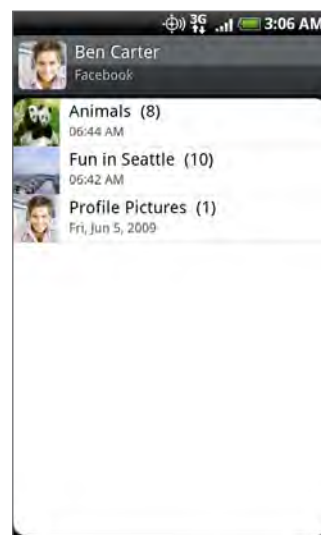 3G 3:06 AM
Ben Carter
Facebook
Animals (8)
06:44 AM
Fun in Seattle (10)
06:42 AM
Profile Pictures (1)
Fri, Jun 5, 2009